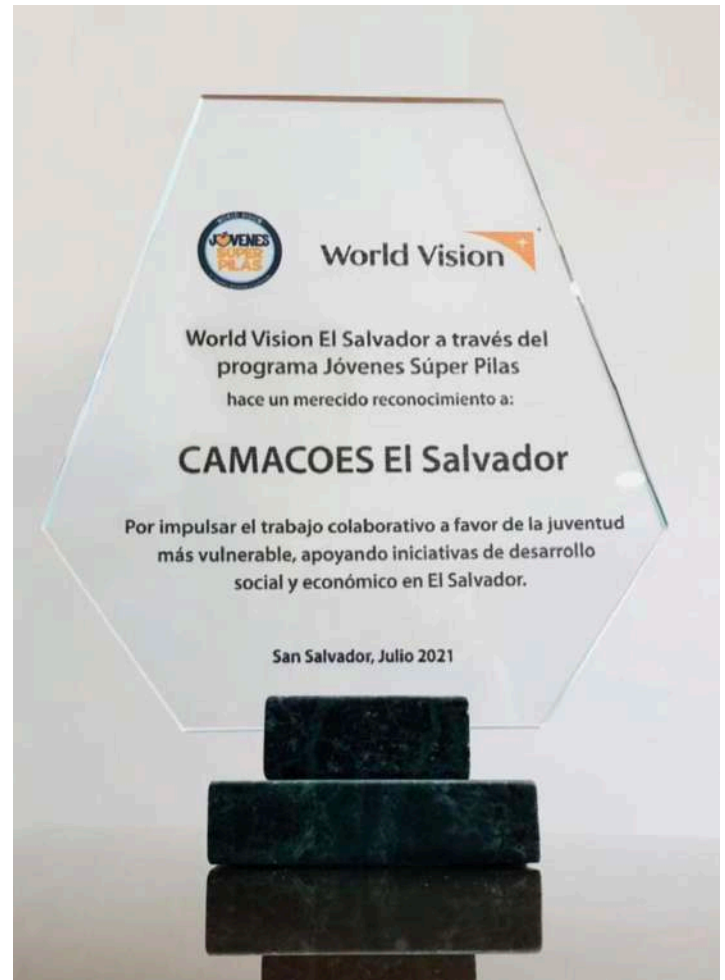 JÓVENES
SÚPER
PILAS
World Vision
World Vision El Salvador a través del
programa Jóvenes Súper Pilas
hace un merecido reconocimiento a:
CAMACOES El Salvador
Por impulsar el trabajo colaborativo a favor de la juventud
más vulnerable, apoyando iniciativas de desarrollo
social y económico en El Salvador.
San Salvador, Julio 2021